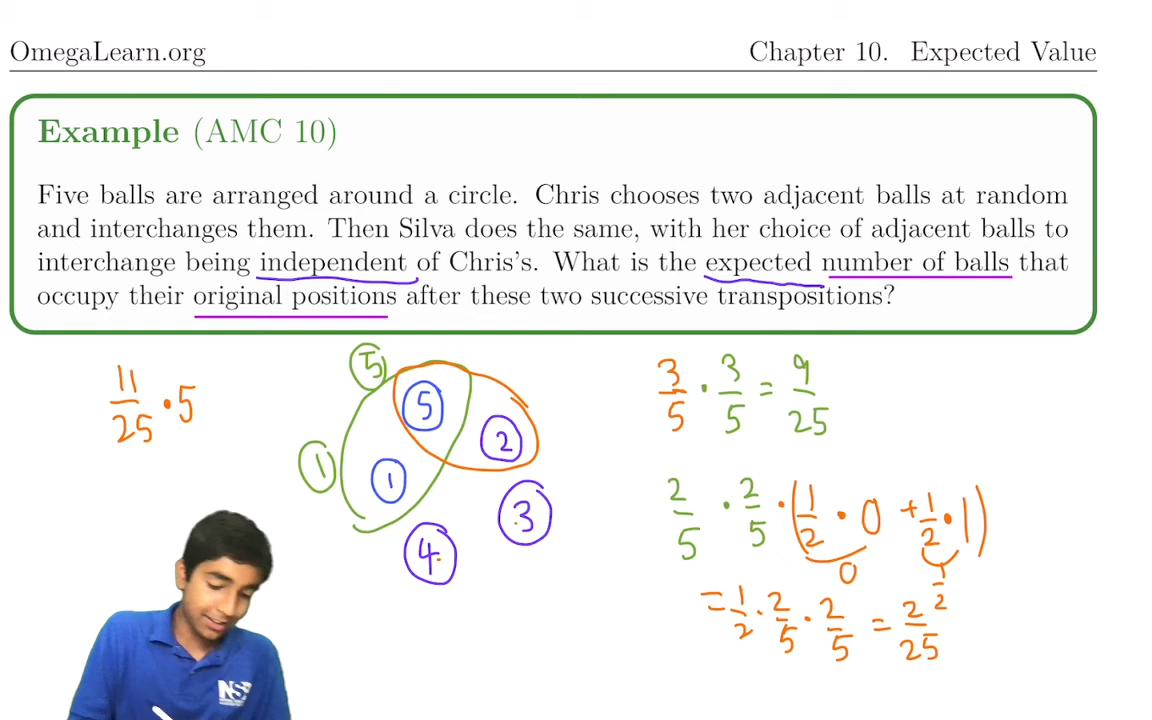 OmegaLearn.org Chapter 10. Expected Value
Example (AMC 10)
Five balls are arranged around a circle. Chris chooses two adjacent balls at random
and interchanges them. Then Silva does the same, with her choice of adjacent balls to
interchange being independent of Chris's. What is the expected number of balls that
occupy their original positions after these two successive transpositions?
11/25 · 5
5
5
2
1
1
3
4
3/5 · 3/5 = 9/25
2/5 · 2/5 · (1/2 · 0 + 1/2 · 1)
0 1/2
= 1/2 · 2/5 · 2/5 = 2/25
NS